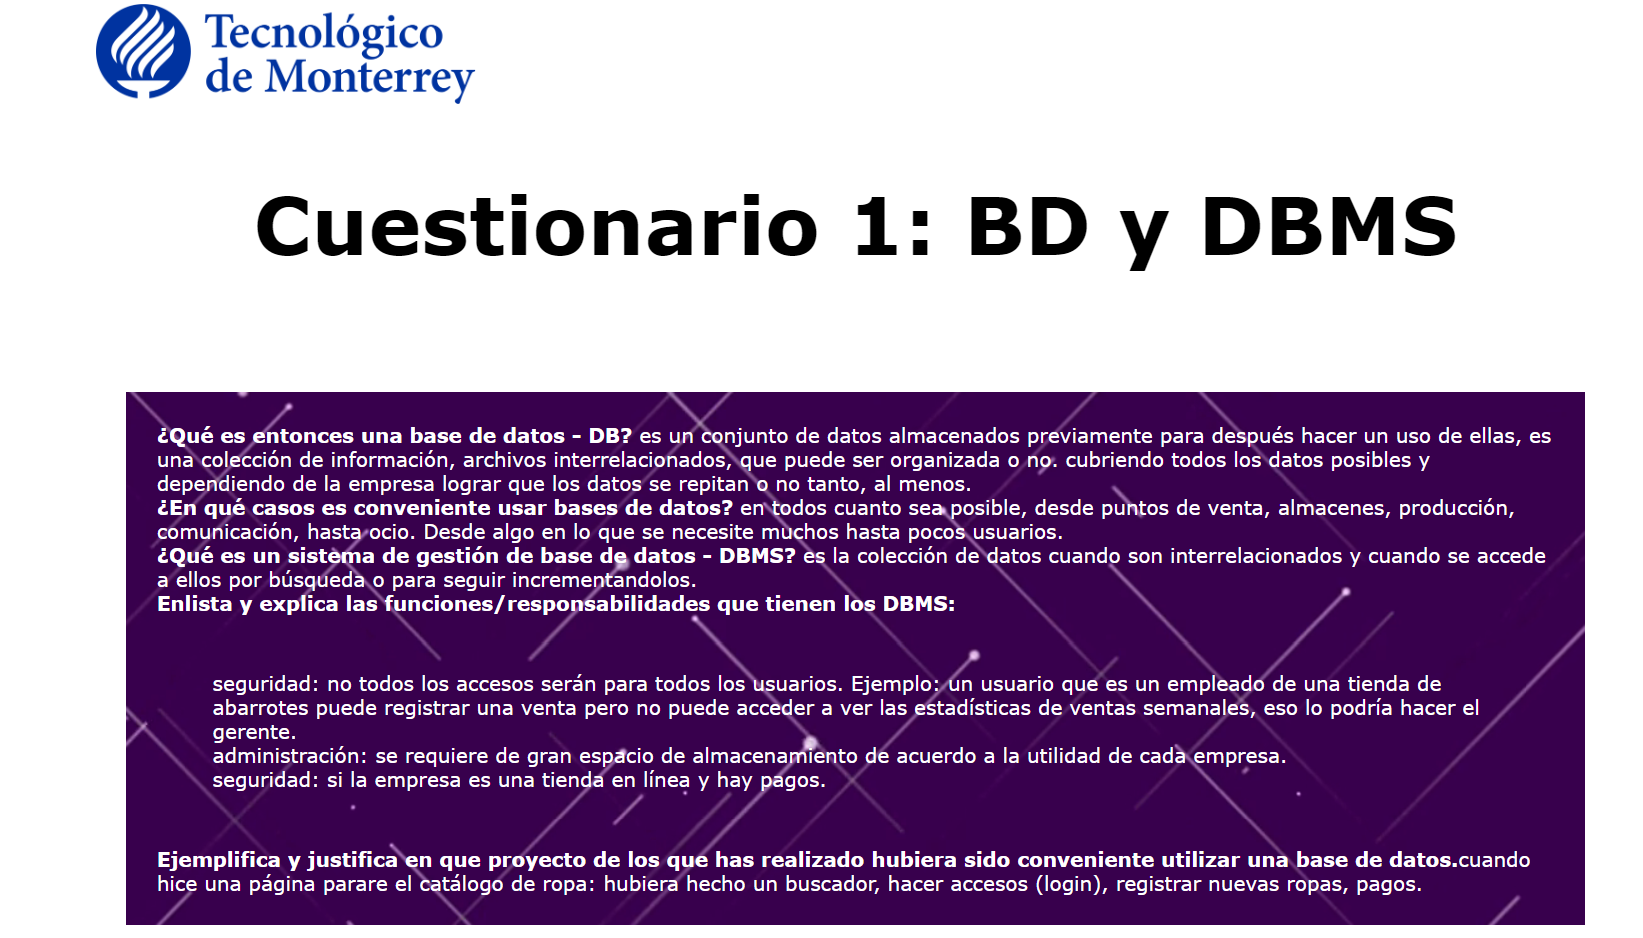 Tecnológico
de Monterrey
Cuestionario 1: BD y DBMS
¿Qué es entonces una base de datos - DB? es un conjunto de datos almacenados previamente para después hacer un uso de ellas, es
una colección de información, archivos interrelacionados, que puede ser organizada o no. cubriendo todos los datos posibles y
dependiendo de la empresa lograr que los datos se repitan o no tanto, al menos.
¿En qué casos es conveniente usar bases de datos? en todos cuanto sea posible, desde puntos de venta, almacenes, producción,
comunicación, hasta ocio. Desde algo en lo que se necesite muchos hasta pocos usuarios.
¿Qué es un sistema de gestión de base de datos - DBMS? es la colección de datos cuando son interrelacionados y cuando se accede
a ellos por búsqueda o para seguir incrementandolos.
Enlista y explica las funciones/responsabilidades que tienen los DBMS:
seguridad: no todos los accesos serán para todos los usuarios. Ejemplo: un usuario que es un empleado de una tienda de
abarrotes puede registrar una venta pero no puede acceder a ver las estadísticas de ventas semanales, eso lo podría hacer el
gerente.
administración: se requiere de gran espacio de almacenamiento de acuerdo a la utilidad de cada empresa.
seguridad: si la empresa es una tienda en línea y hay pagos.
Ejemplifica y justifica en que proyecto de los que has realizado hubiera sido conveniente utilizar una base de datos.cuando
hice una página parare el catálogo de ropa: hubiera hecho un buscador, hacer accesos (login), registrar nuevas ropas, pagos.